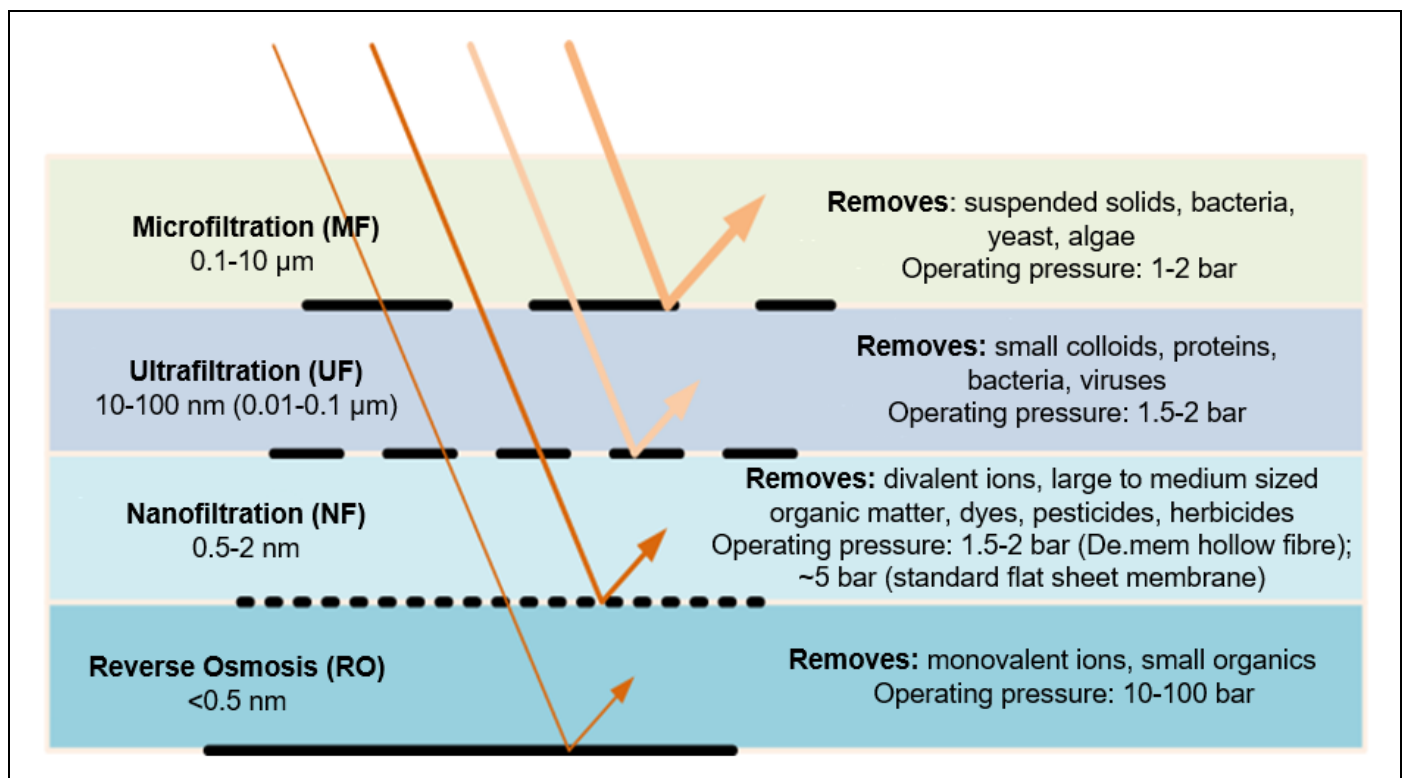 Microfiltration (MF)
0.1-10 µm
Removes: suspended solids, bacteria,
yeast, algae
Operating pressure: 1-2 bar
Ultrafiltration (UF)
10-100 nm (0.01-0.1 µm)
Removes: small colloids, proteins,
bacteria, viruses
Operating pressure: 1.5-2 bar
Nanofiltration (NF)
0.5-2 nm
Removes: divalent ions, large to medium sized
organic matter, dyes, pesticides, herbicides
Operating pressure: 1.5-2 bar (De.mem hollow fibre);
~5 bar (standard flat sheet membrane)
Reverse Osmosis (RO)
<0.5 nm
Removes: monovalent ions, small organics
Operating pressure: 10-100 bar